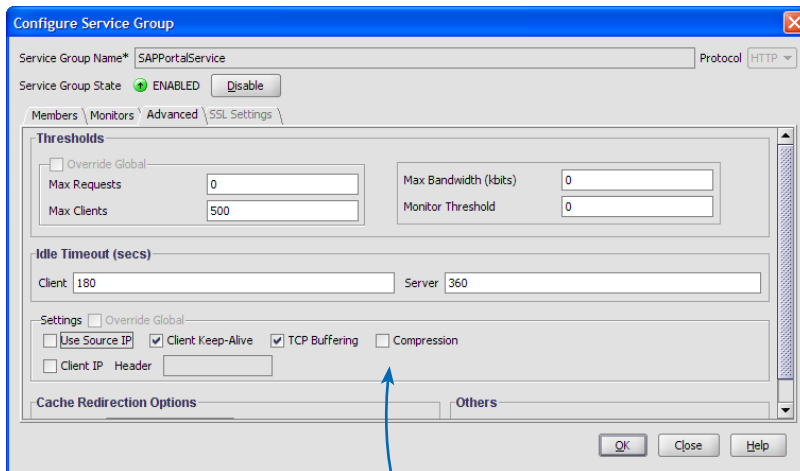 Configure Service Group
Service Group Name* SAPPortalService Protocol HTTP
Service Group State ENABLED Disable
Members Monitors Advanced SSL Settings
Thresholds
Override Global
Max Requests 0 Max Bandwidth (kbits) 0
Max Clients 500 Monitor Threshold 0
Idle Timeout (secs)
Client 180 Server 360
Settings Override Global
Use Source IP Client Keep-Alive TCP Buffering Compression
Client IP Header
Cache Redirection Options Others
OK Close Help